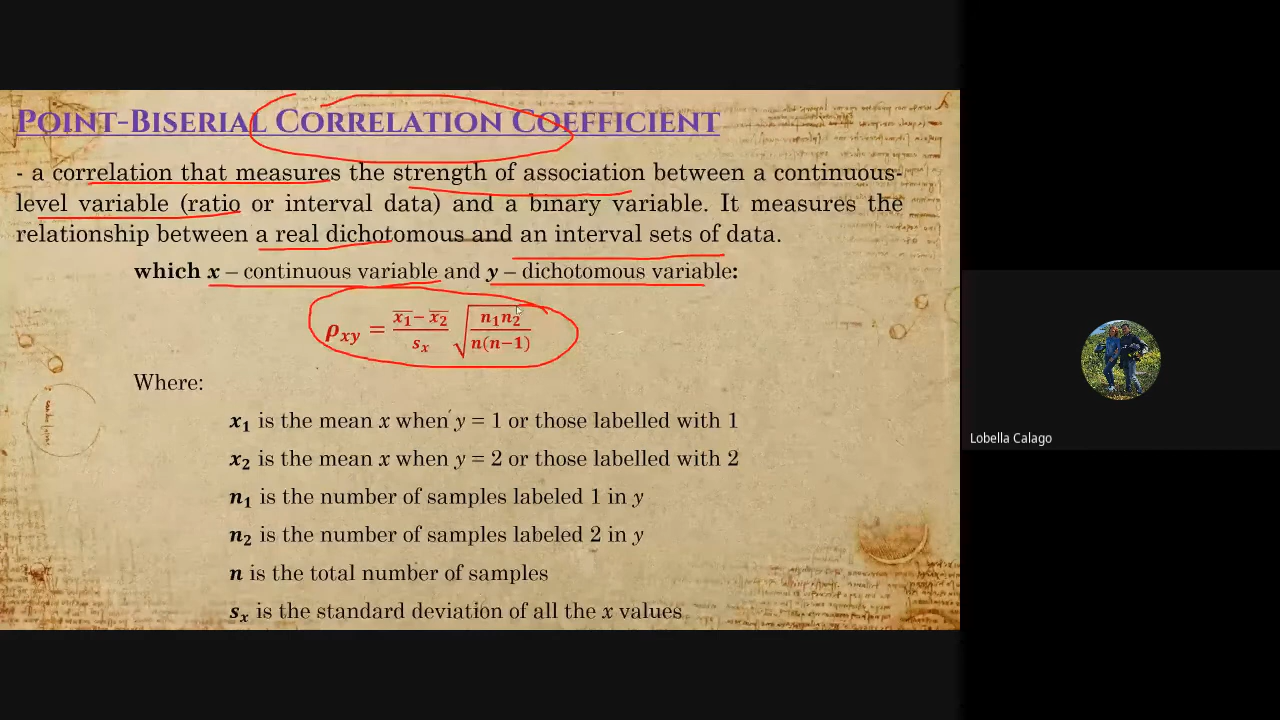 Point-Biserial Correlation Coefficient
- a correlation that measures the strength of association between a continuous-
level variable (ratio or interval data) and a binary variable. It measures the
relationship between a real dichotomous and an interval sets of data.
which x – continuous variable and y – dichotomous variable:
ρxy = (x̄₁ − x̄₂)/sx √(n₁n₂/n(n−1))
Where:
x₁ is the mean x when y = 1 or those labelled with 1
x₂ is the mean x when y = 2 or those labelled with 2
n₁ is the number of samples labeled 1 in y
n₂ is the number of samples labeled 2 in y
n is the total number of samples
sx is the standard deviation of all the x values
Lobella Calago